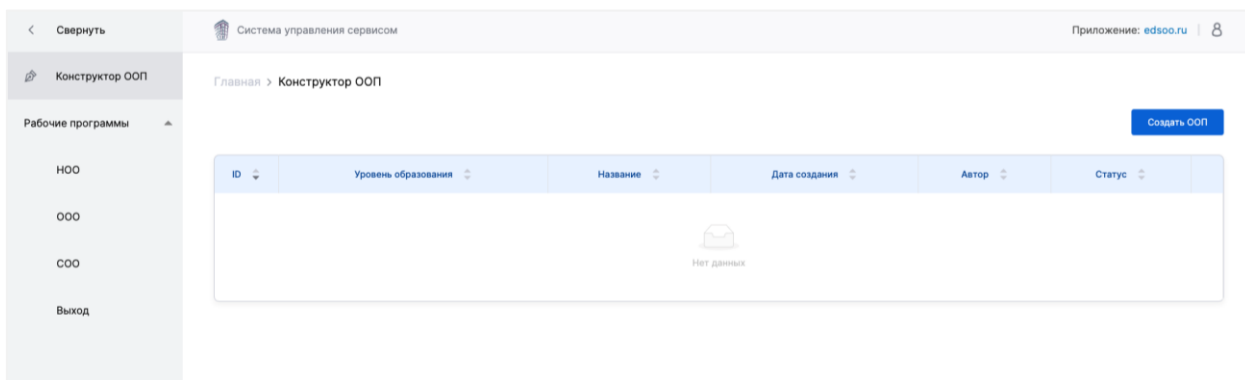 Свернуть
Система управления сервисом
Приложение: edsoo.ru
Конструктор ООП
Главная > Конструктор ООП
Рабочие программы
Создать ООП
НОО
ООО
СОО
Выход
ID Уровень образования Название Дата создания Автор Статус
Нет данных